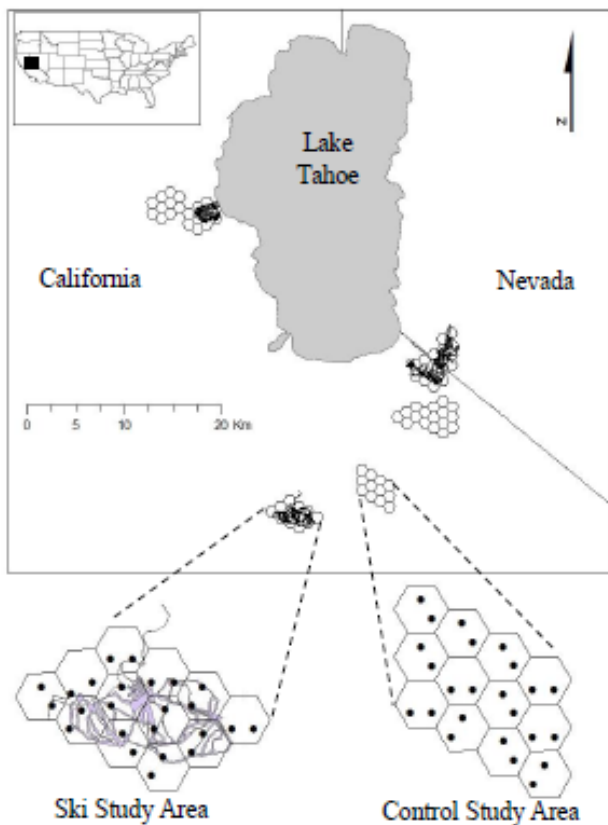 N
Lake
Tahoe
California
Nevada
0 5 10 20 Km
Ski Study Area
Control Study Area